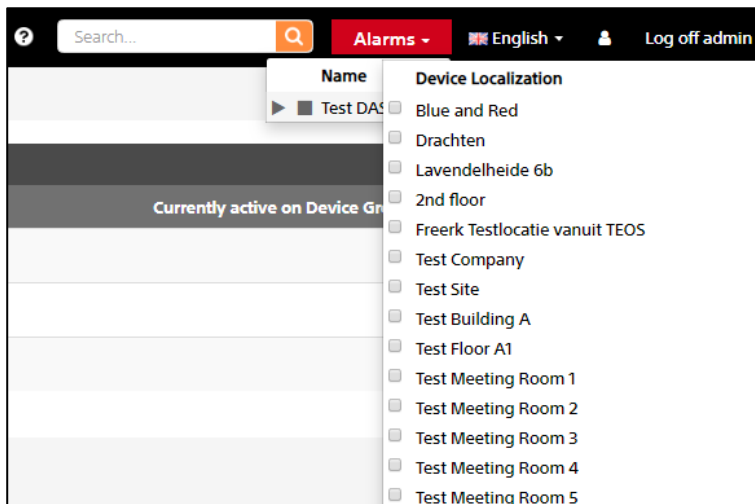 Search...
Alarms
English
Log off admin
Name
Test DAS
Currently active on Device Gr
Device Localization
Blue and Red
Drachten
Lavendelheide 6b
2nd floor
Freerk Testlocatie vanuit TEOS
Test Company
Test Site
Test Building A
Test Floor A1
Test Meeting Room 1
Test Meeting Room 2
Test Meeting Room 3
Test Meeting Room 4
Test Meeting Room 5